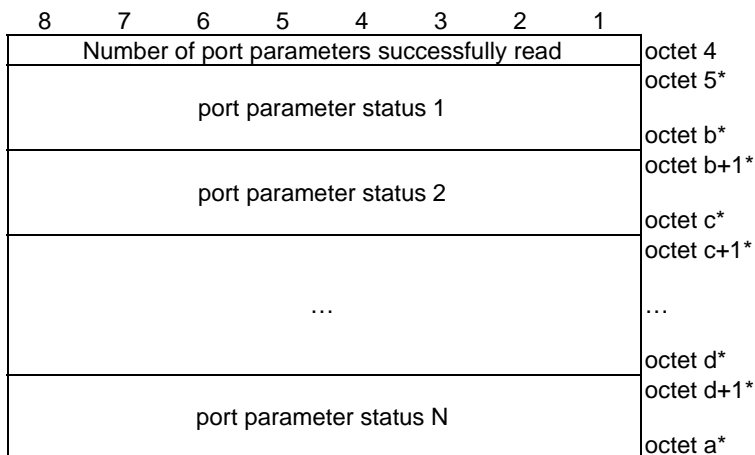 8 7 6 5 4 3 2 1
Number of port parameters successfully read octet 4
octet 5*
port parameter status 1
octet b*
octet b+1*
port parameter status 2
octet c*
octet c+1*
… …
octet d*
octet d+1*
port parameter status N
octet a*